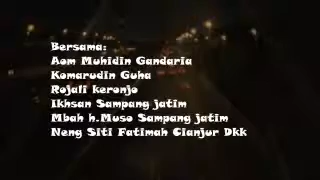 Bersama:
Aom Muhidin Gandaria
Komarudin Guha
Rojali keronjo
Ikhsan Sampang jatim
Mbah h.Muso Sampang jatim
Neng Siti Fatimah Cianjur Dkk